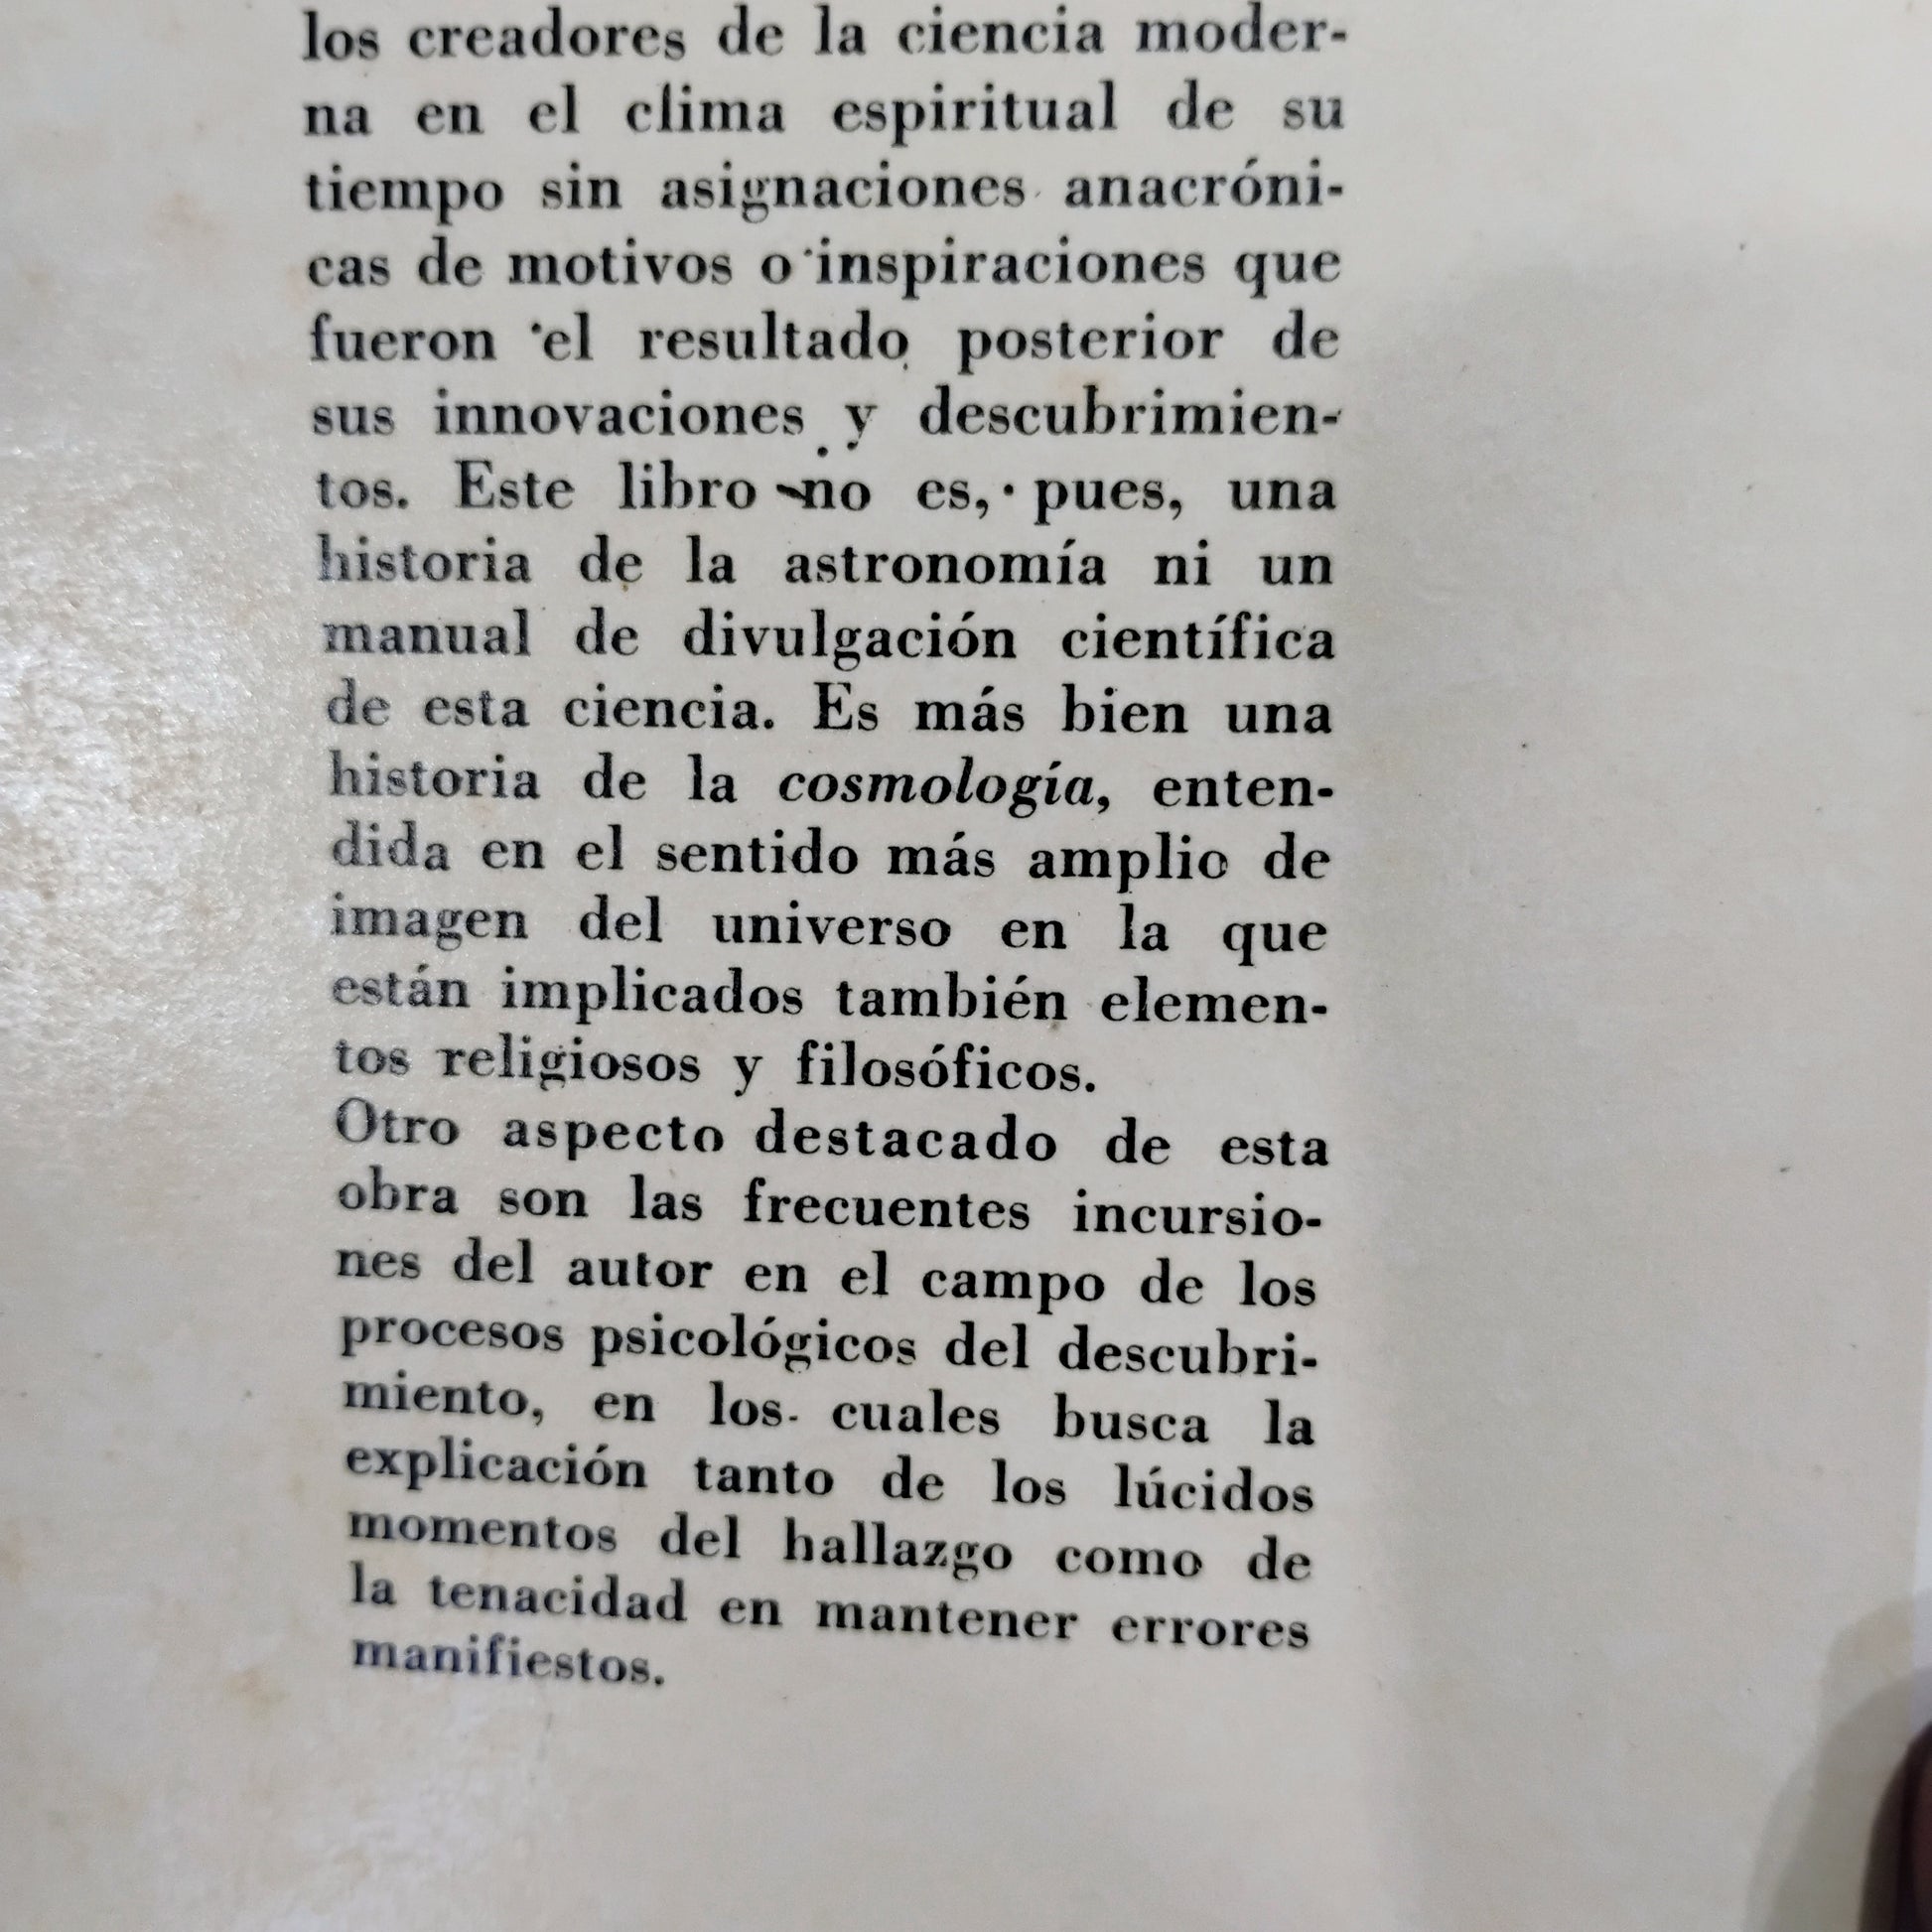 los creadores de la ciencia moder-
na en el clima espiritual de su
tiempo sin asignaciones anacróni-
cas de motivos o inspiraciones que
fueron el resultado posterior de
sus innovaciones y descubrimien-
tos. Este libro no es, pues, una
historia de la astronomía ni un
manual de divulgación científica
de esta ciencia. Es más bien una
historia de la cosmología, enten-
dida en el sentido más amplio de
imagen del universo en la que
están implicados también elemen-
tos religiosos y filosóficos.
Otro aspecto destacado de esta
obra son las frecuentes incursio-
nes del autor en el campo de los
procesos psicológicos del descubri-
miento, en los cuales busca la
explicación tanto de los lúcidos
momentos del hallazgo como de
la tenacidad en mantener errores
manifiestos.